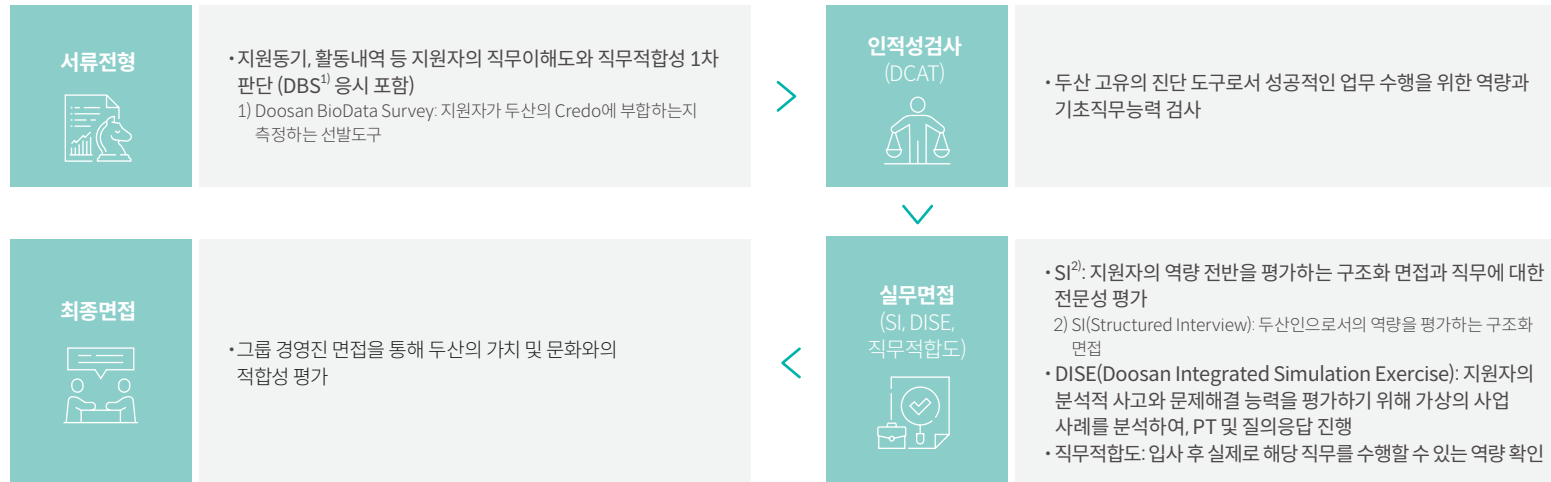 서류전형
・지원동기, 활동내역 등 지원자의 직무이해도와 직무적합성 1차
판단 (DBS1) 응시 포함)
1) Doosan BioData Survey: 지원자가 두산의 Credo에 부합하는지
측정하는 선발도구
인적성검사
(DCAT)
・두산 고유의 진단 도구로서 성공적인 업무 수행을 위한 역량과
기초직무능력 검사
실무면접
(SI, DISE,
직무적합도)
・SI2): 지원자의 역량 전반을 평가하는 구조화 면접과 직무에 대한
전문성 평가
2) SI(Structured Interview): 두산인으로서의 역량을 평가하는 구조화
면접
・DISE(Doosan Integrated Simulation Exercise): 지원자의
분석적 사고와 문제해결 능력을 평가하기 위해 가상의 사업
사례를 분석하여, PT 및 질의응답 진행
・직무적합도: 입사 후 실제로 해당 직무를 수행할 수 있는 역량 확인
최종면접
・그룹 경영진 면접을 통해 두산의 가치 및 문화와의
적합성 평가